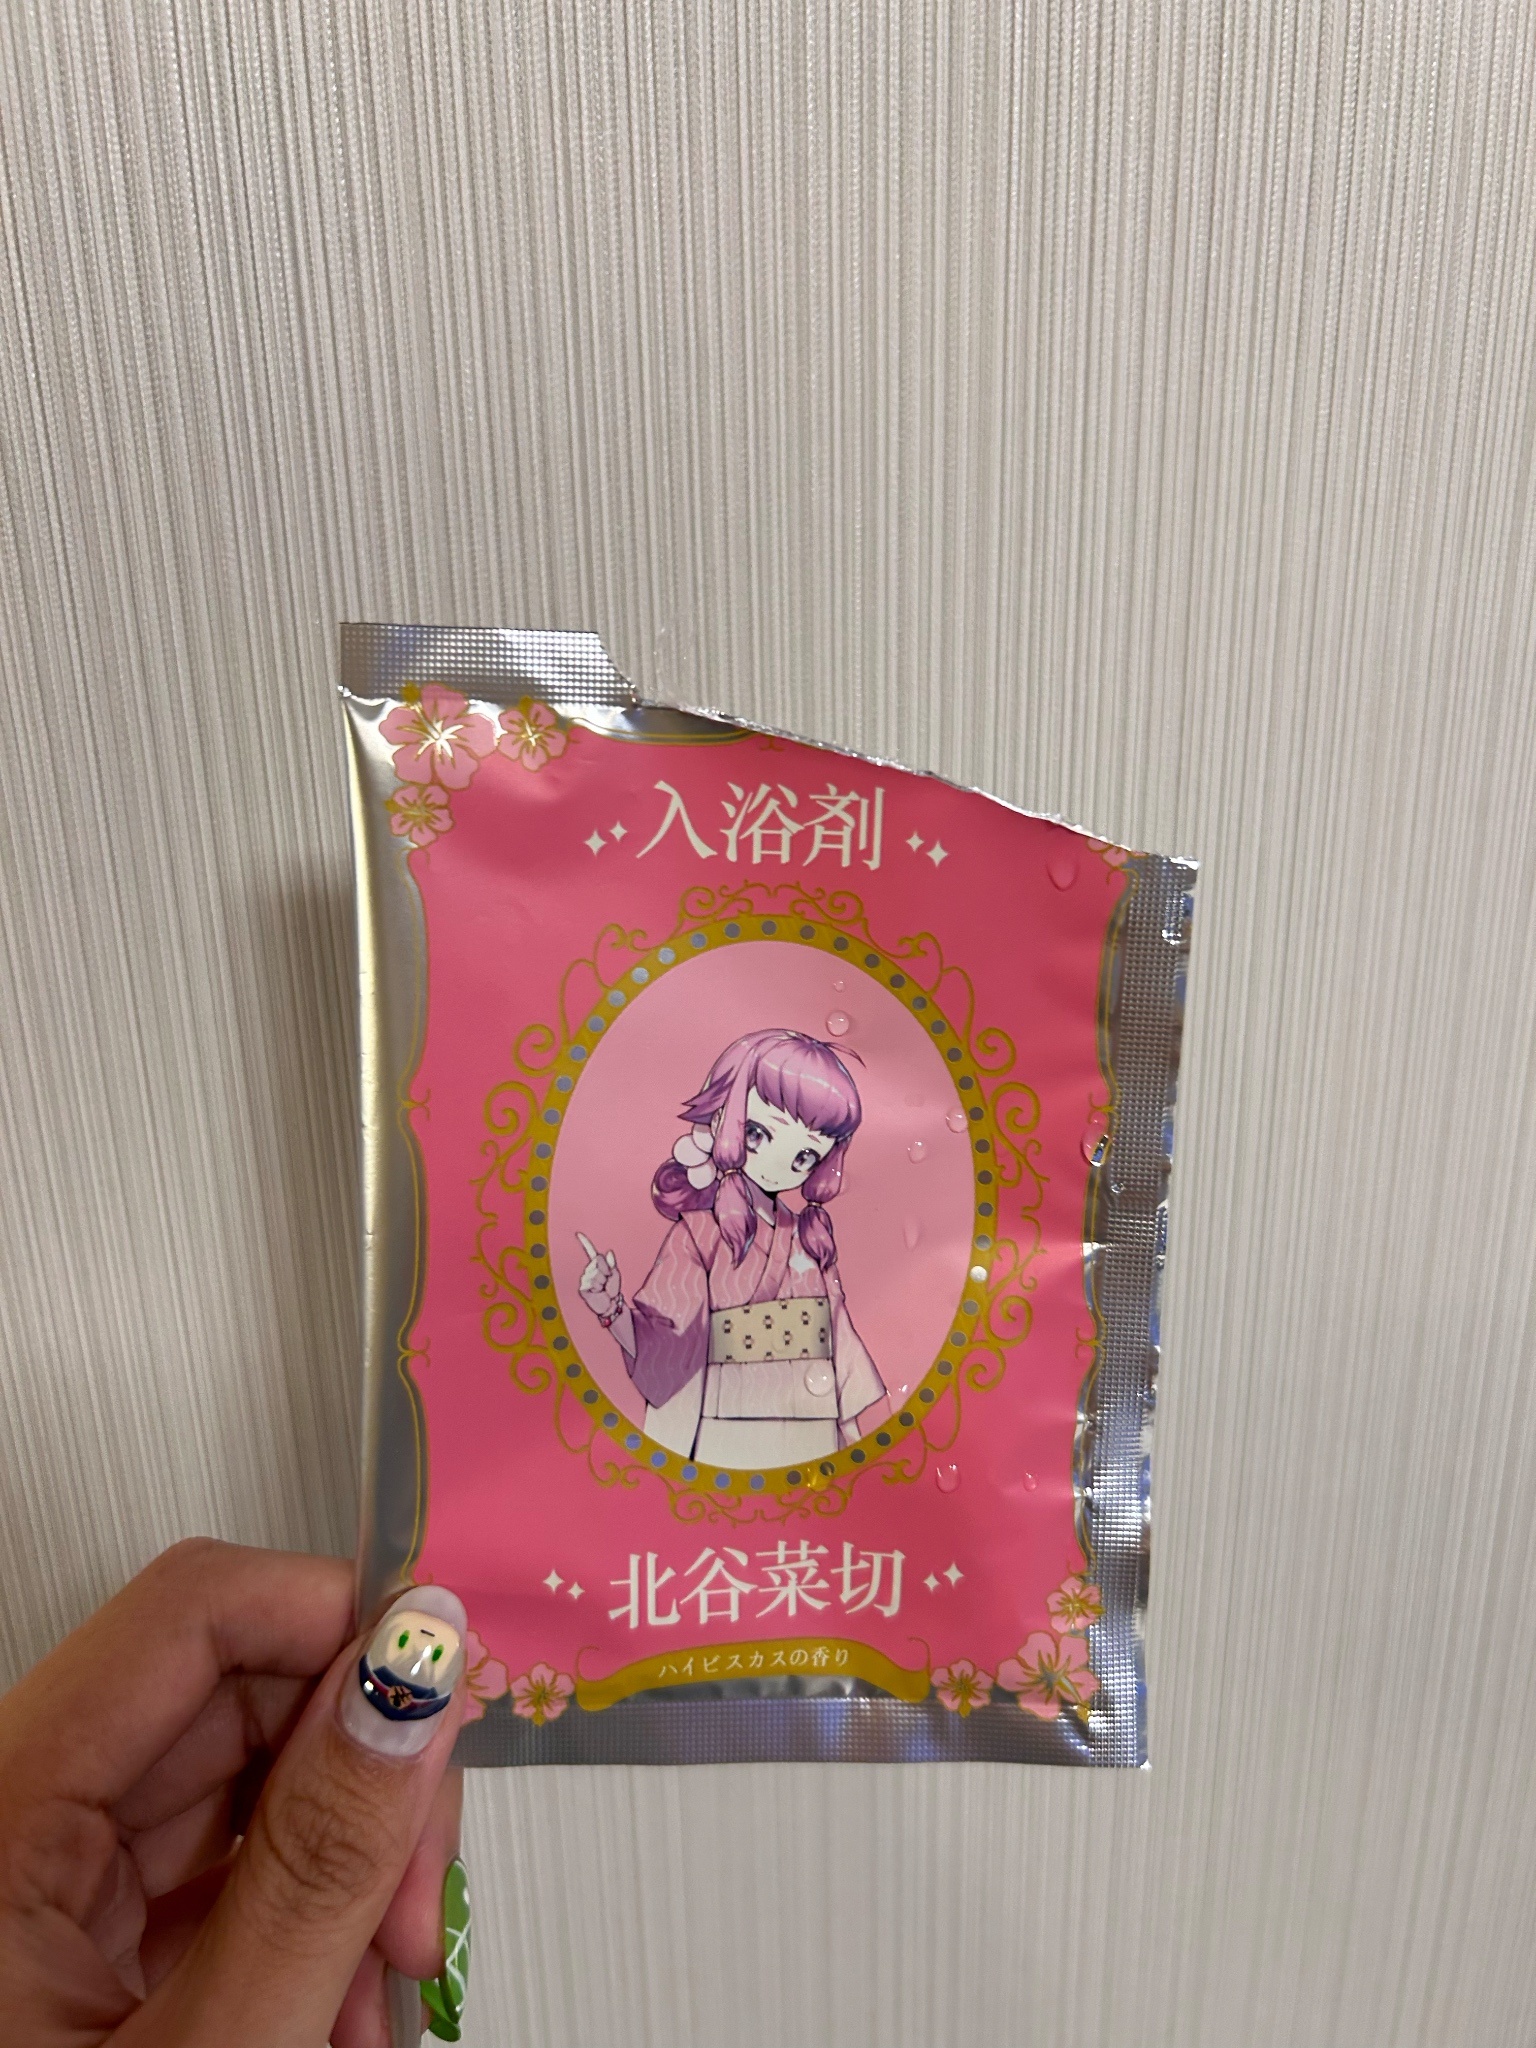 入浴剤
北谷菜切
ハイビスカスの香り